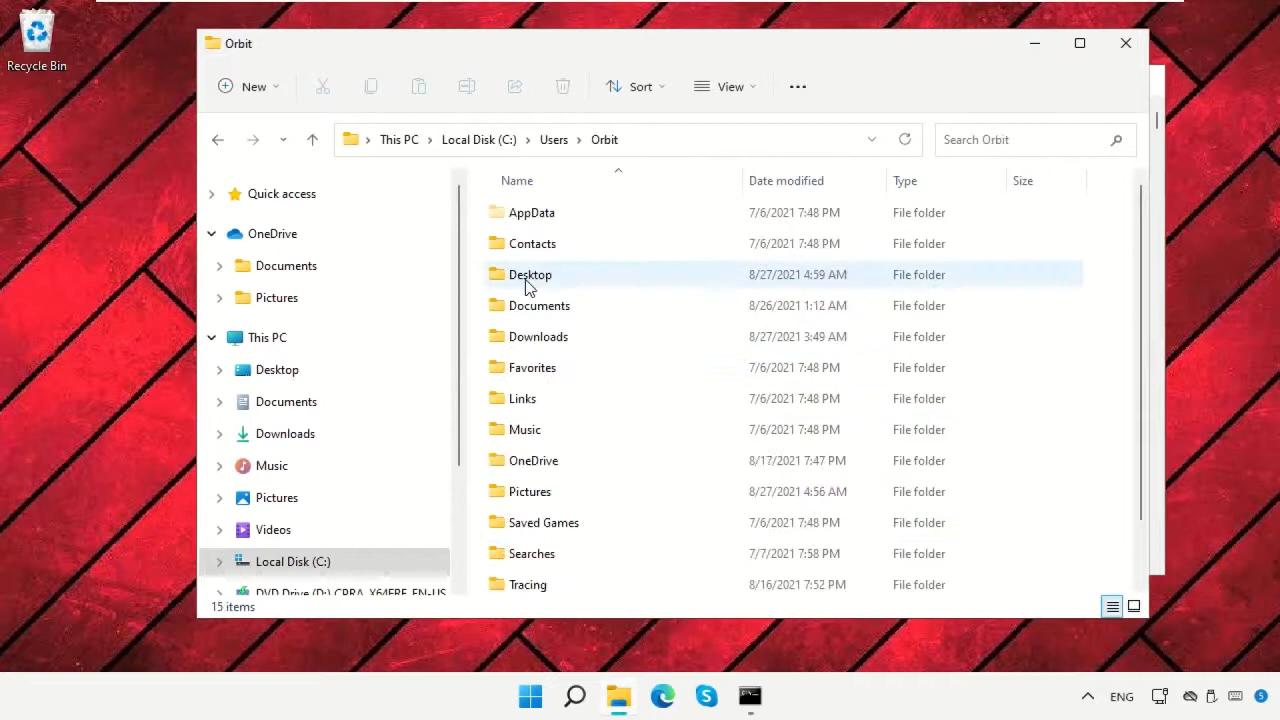 Recycle Bin
Orbit
New
Sort
View
This PC
Local Disk (C:)
Users
Orbit
Search Orbit
Quick access
OneDrive
Documents
Pictures
This PC
Desktop
Documents
Downloads
Music
Pictures
Videos
Local Disk (C:)
DVD Drive (D:) CPRA_X64FRE_EN-US
Name Date modified Type Size
AppData 7/6/2021 7:48 PM File folder
Contacts 7/6/2021 7:48 PM File folder
Desktop 8/27/2021 4:59 AM File folder
Documents 8/26/2021 1:12 AM File folder
Downloads 8/27/2021 3:49 AM File folder
Favorites 7/6/2021 7:48 PM File folder
Links 7/6/2021 7:48 PM File folder
Music 7/6/2021 7:48 PM File folder
OneDrive 8/17/2021 7:47 PM File folder
Pictures 8/27/2021 4:56 AM File folder
Saved Games 7/6/2021 7:48 PM File folder
Searches 7/7/2021 7:58 PM File folder
Tracing 8/16/2021 7:52 PM File folder
15 items
ENG
5